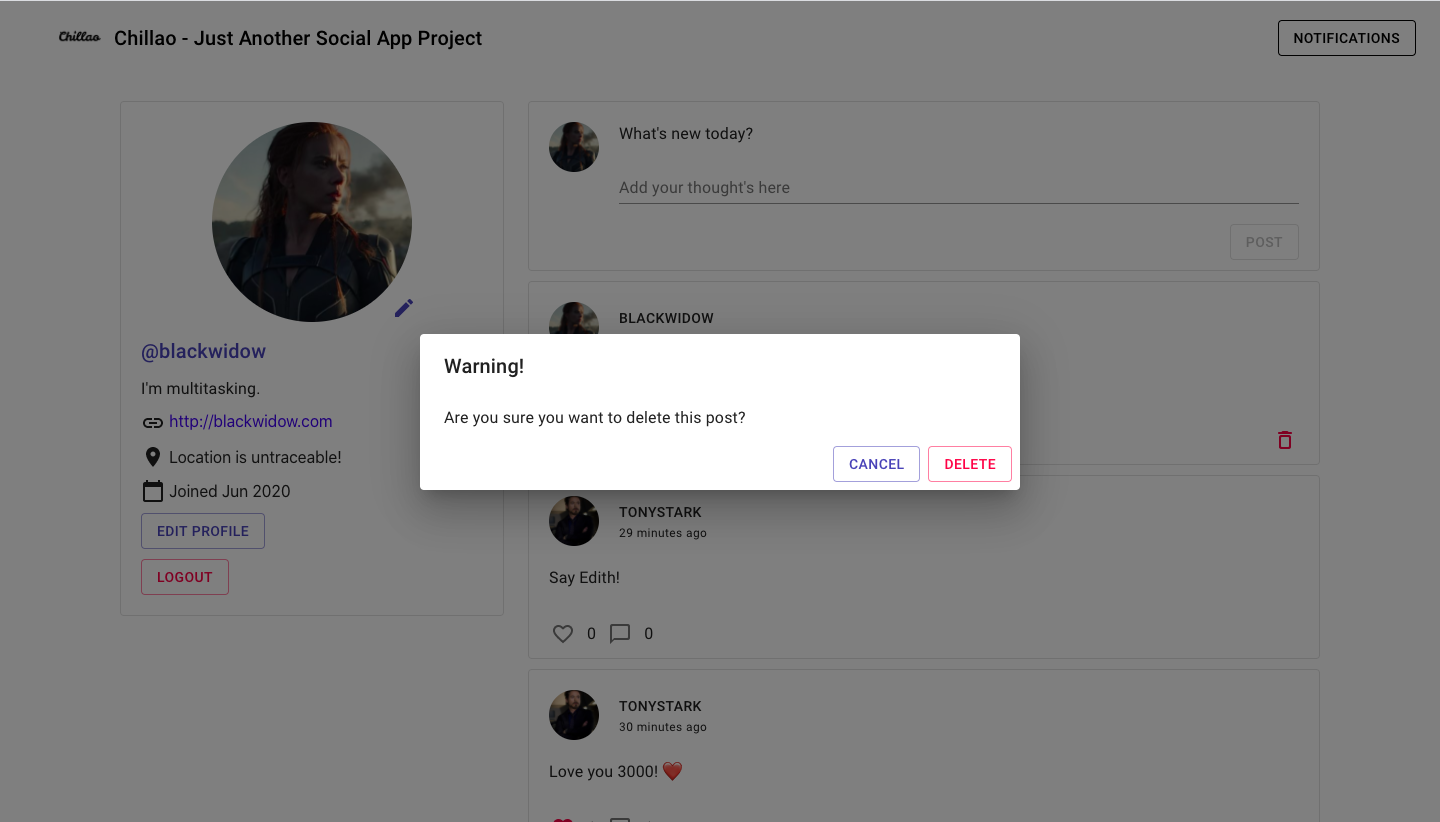 Chillao Chillao - Just Another Social App Project NOTIFICATIONS
@blackwidow
I'm multitasking.
http://blackwidow.com
Location is untraceable!
Joined Jun 2020
EDIT PROFILE
LOGOUT
What's new today?
Add your thought's here
POST
BLACKWIDOW
Warning!
Are you sure you want to delete this post?
CANCEL DELETE
TONYSTARK
29 minutes ago
Say Edith!
0 0
TONYSTARK
30 minutes ago
Love you 3000! ❤️